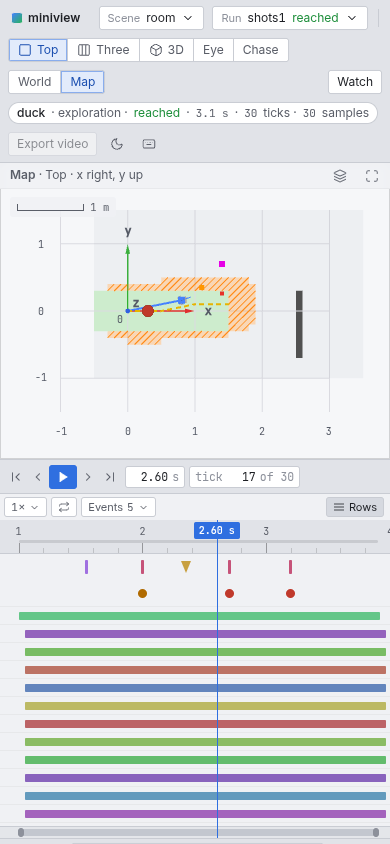 miniview
Scene room
Run shots1 reached
Top
Three
3D
Eye
Chase
World
Map
Watch
duck · exploration · reached · 3.1 s · 30 ticks · 30 samples
Export video
Map · Top · x right, y up
1 m
y
1
z
0
x
0
-1
-1
0
1
2
3
2.60 s
tick 17 of 30
1×
Events 5
Rows
1
2
2.60 s
3
4